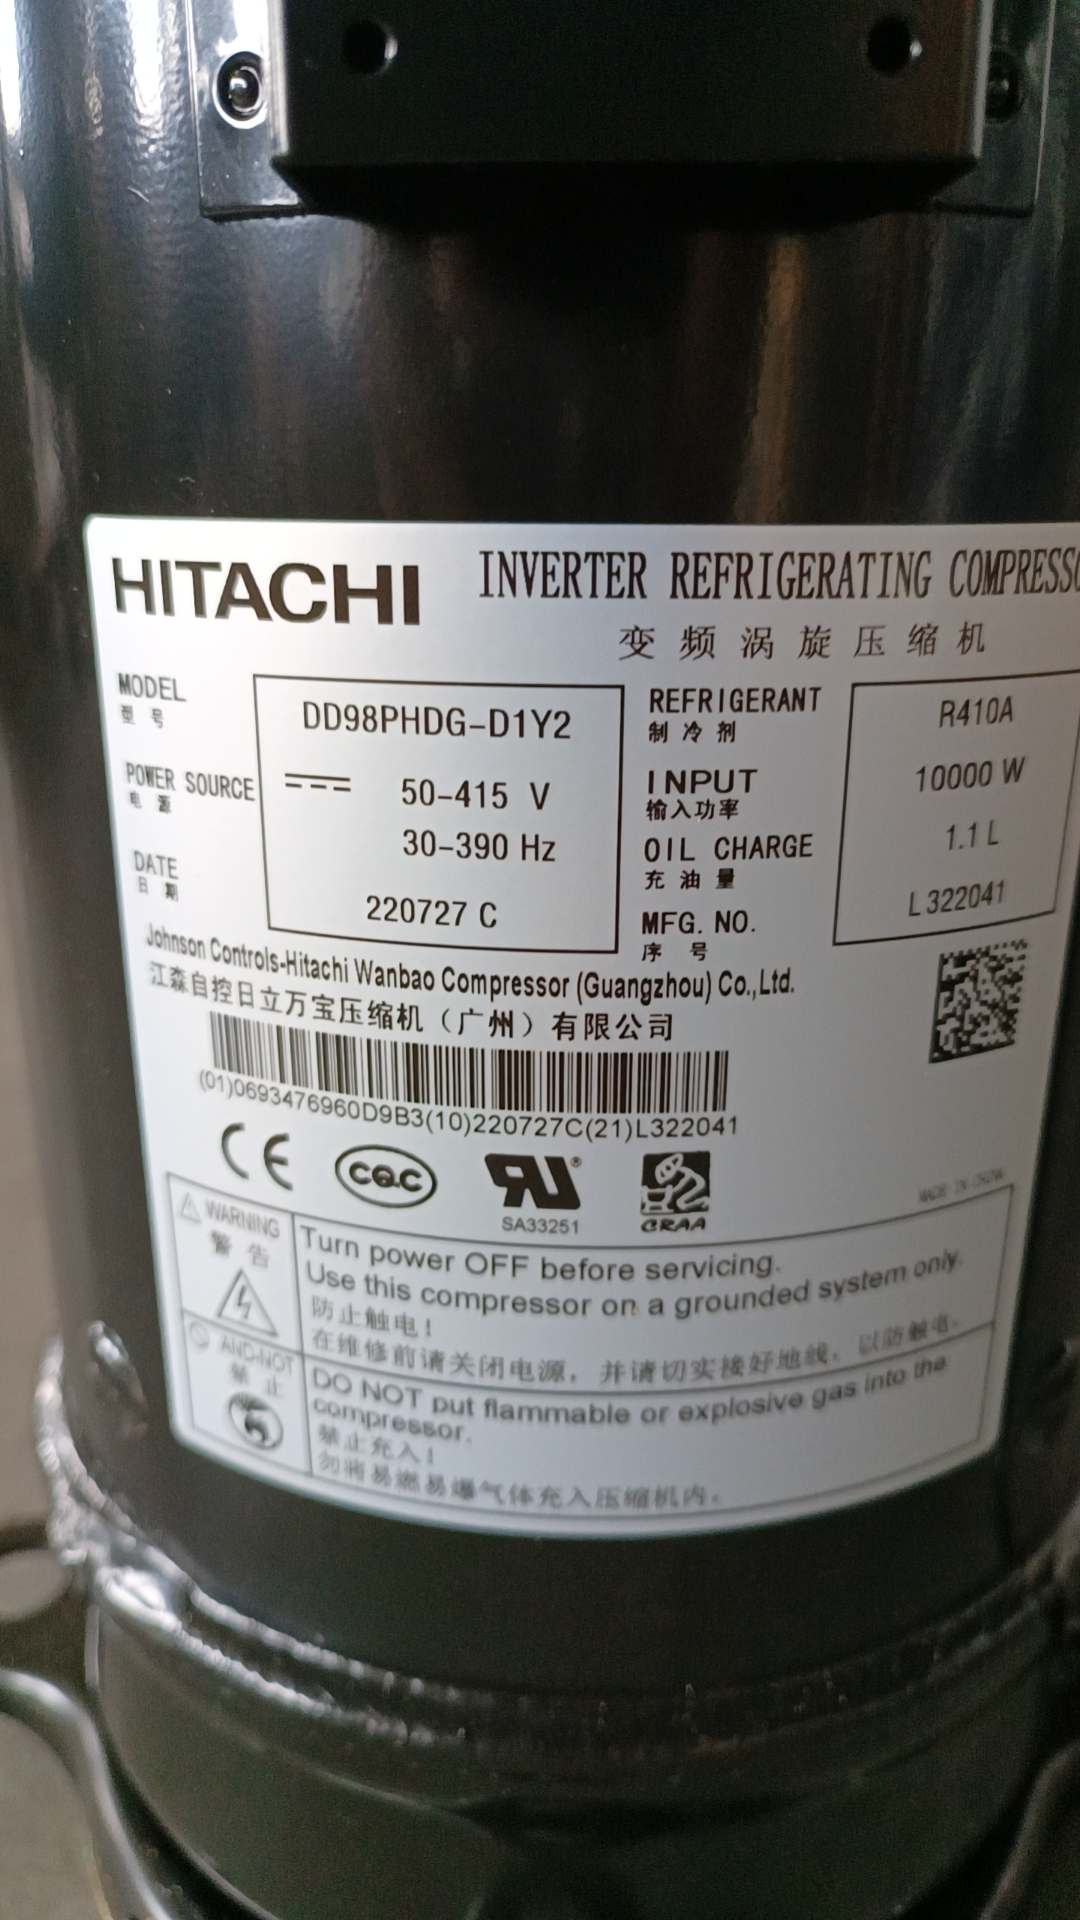 HITACHI
INVERTER REFRIGERATING COMPRESSO
变频涡旋压缩机
MODEL
型号
DD98PHDG-D1Y2
POWER SOURCE
电源
50-415 V
30-390 Hz
DATE
日期
220727 C
REFRIGERANT
制冷剂
R410A
INPUT
输入功率
10000 W
OIL CHARGE
充油量
1.1 L
MFG. NO.
序号
L322041
Johnson Controls-Hitachi Wanbao Compressor (Guangzhou) Co.,Ltd.
江森自控日立万宝压缩机（广州）有限公司
(01)0693476960D9B3(10)220727C(21)L322041
CE
CQC
RU®
SA33251
CRAA
MADE IN CHINA
WARNING
警告
Turn power OFF before servicing.
Use this compressor on a grounded system only.
防止触电！
在维修前请关闭电源，并请切实接好地线，以防触电。
AND-NOT
禁止
DO NOT put flammable or explosive gas into the
compressor.
禁止充入！
勿将易燃易爆气体充入压缩机内。